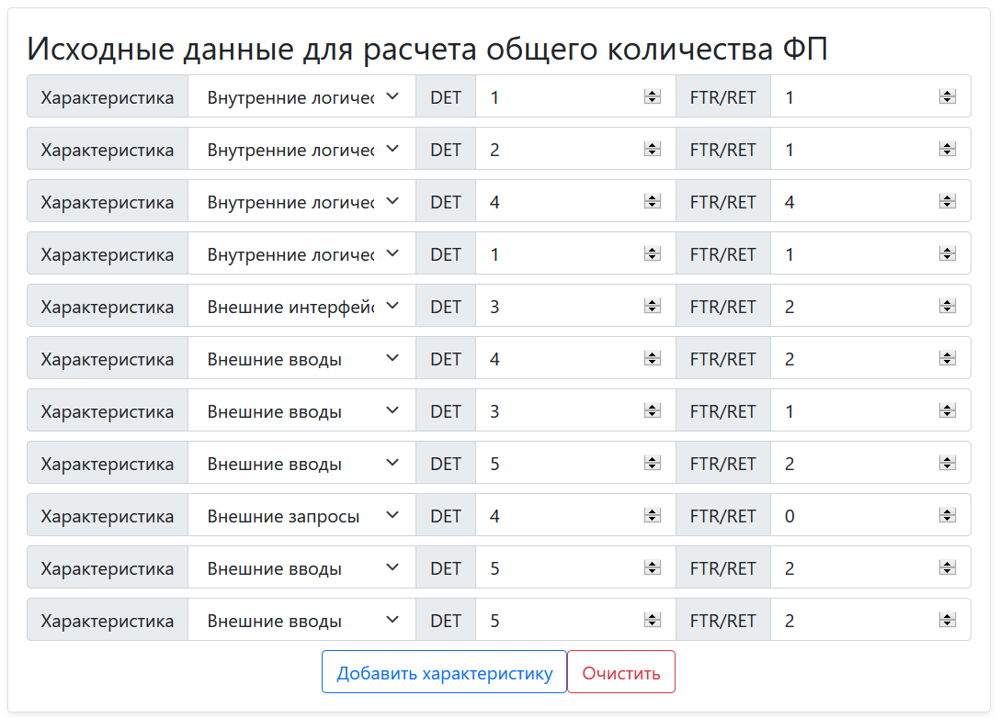 Исходные данные для расчета общего количества ФП
Характеристика Внутренние логичес DET 1 FTR/RET 1
Характеристика Внутренние логичес DET 2 FTR/RET 1
Характеристика Внутренние логичес DET 4 FTR/RET 4
Характеристика Внутренние логичес DET 1 FTR/RET 1
Характеристика Внешние интерфейс DET 3 FTR/RET 2
Характеристика Внешние вводы DET 4 FTR/RET 2
Характеристика Внешние вводы DET 3 FTR/RET 1
Характеристика Внешние вводы DET 5 FTR/RET 2
Характеристика Внешние запросы DET 4 FTR/RET 0
Характеристика Внешние вводы DET 5 FTR/RET 2
Характеристика Внешние вводы DET 5 FTR/RET 2
Добавить характеристику Очистить